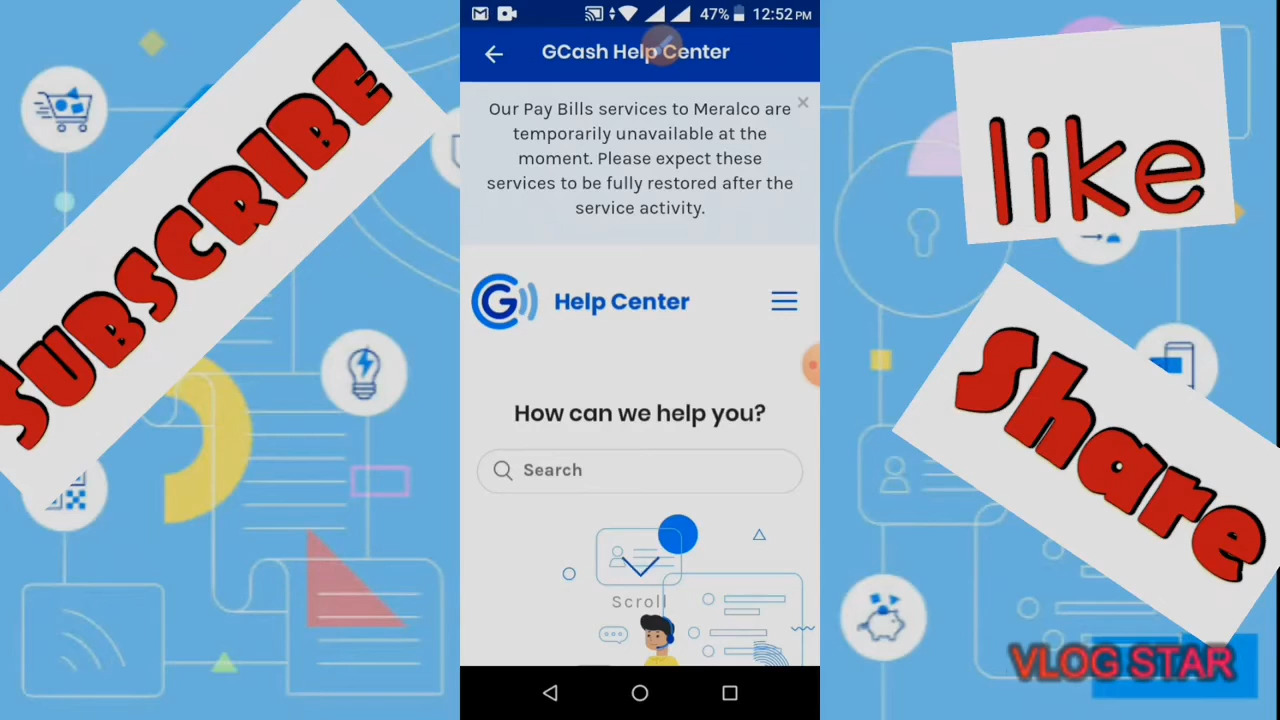 SUBSCRIBE
47% 12:52 PM
GCash Help Center
Our Pay Bills services to Meralco are
temporarily unavailable at the
moment. Please expect these
services to be fully restored after the
service activity.
Help Center
How can we help you?
Search
Scroll
like
Share
VLOG STAR